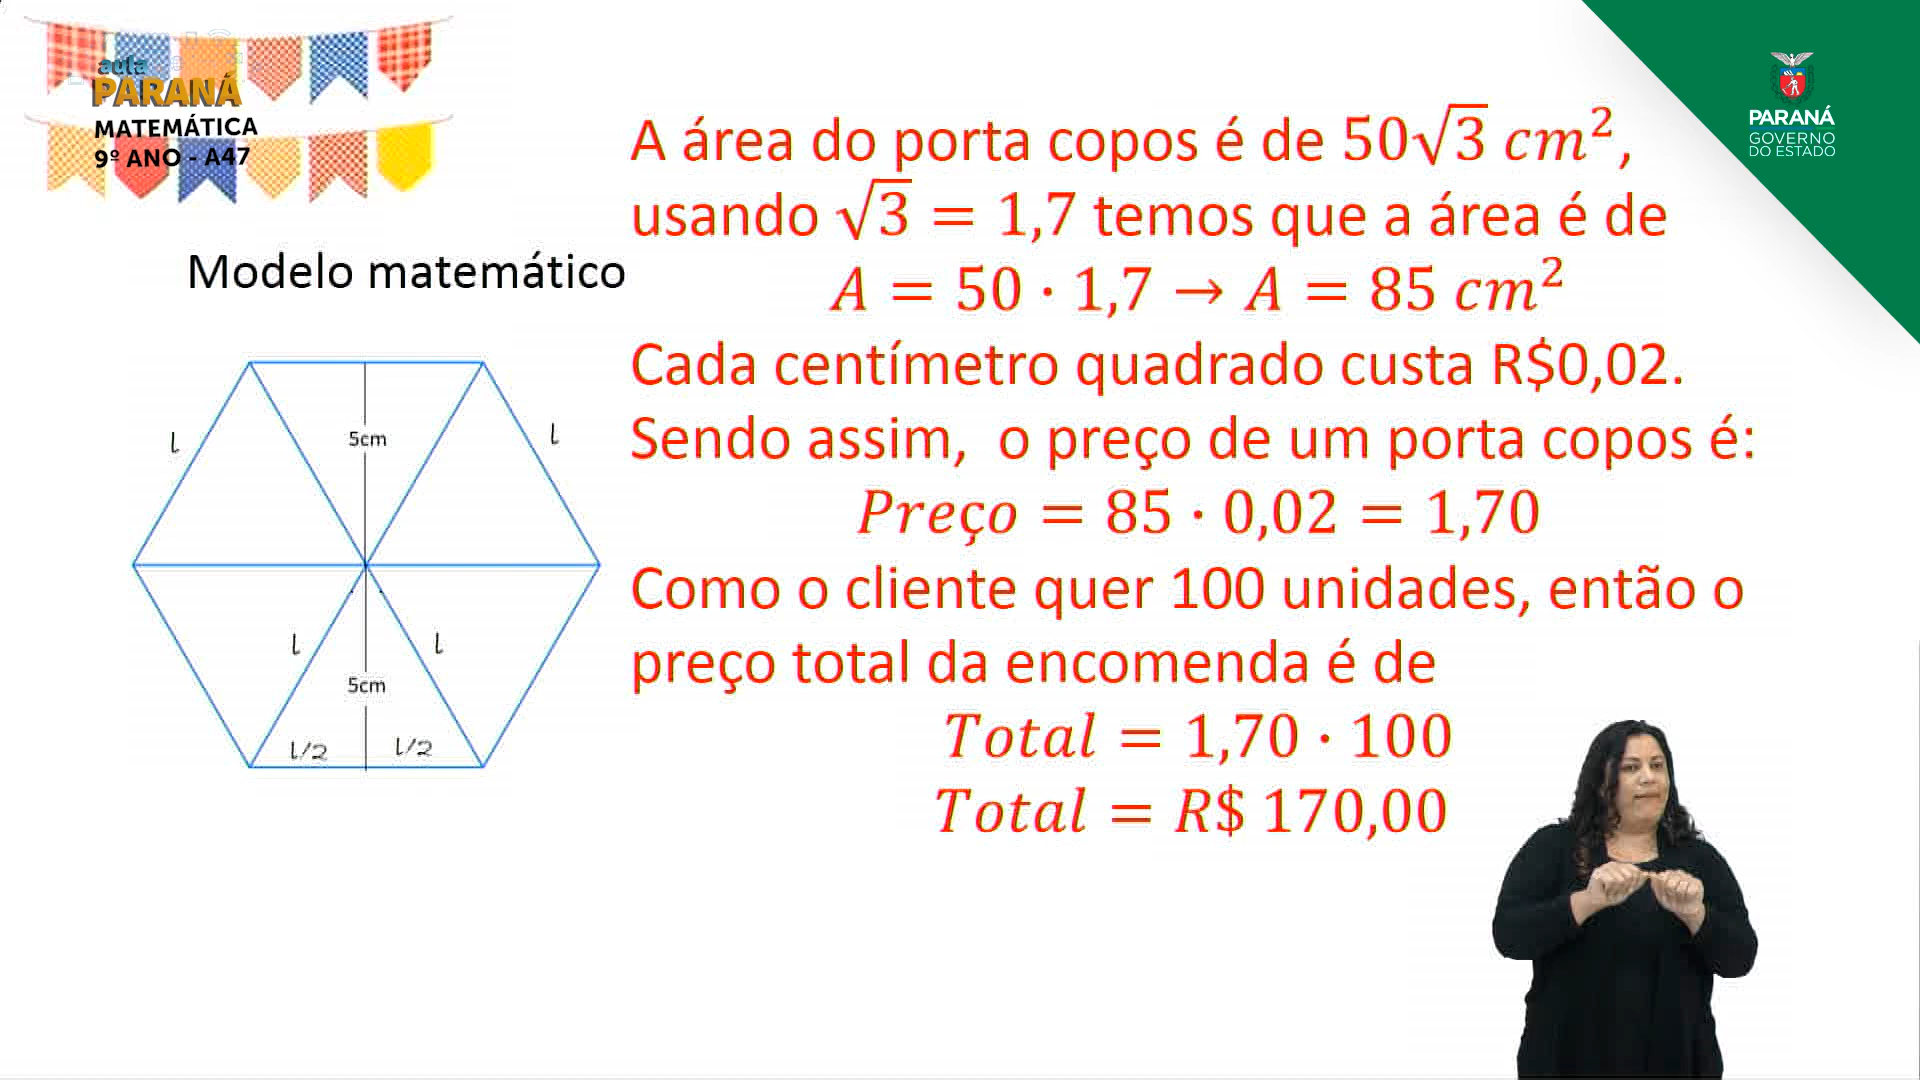 aula
PARANÁ
MATEMÁTICA
9º ANO - A47
PARANÁ
GOVERNO
DO ESTADO
A área do porta copos é de 50√3 cm²,
usando √3 = 1,7 temos que a área é de
A = 50 · 1,7 → A = 85 cm²
Cada centímetro quadrado custa R$0,02.
Sendo assim, o preço de um porta copos é:
Preço = 85 · 0,02 = 1,70
Como o cliente quer 100 unidades, então o
preço total da encomenda é de
Total = 1,70 · 100
Total = R$ 170,00
Modelo matemático
l
5cm
l
l
l
5cm
l/2
l/2